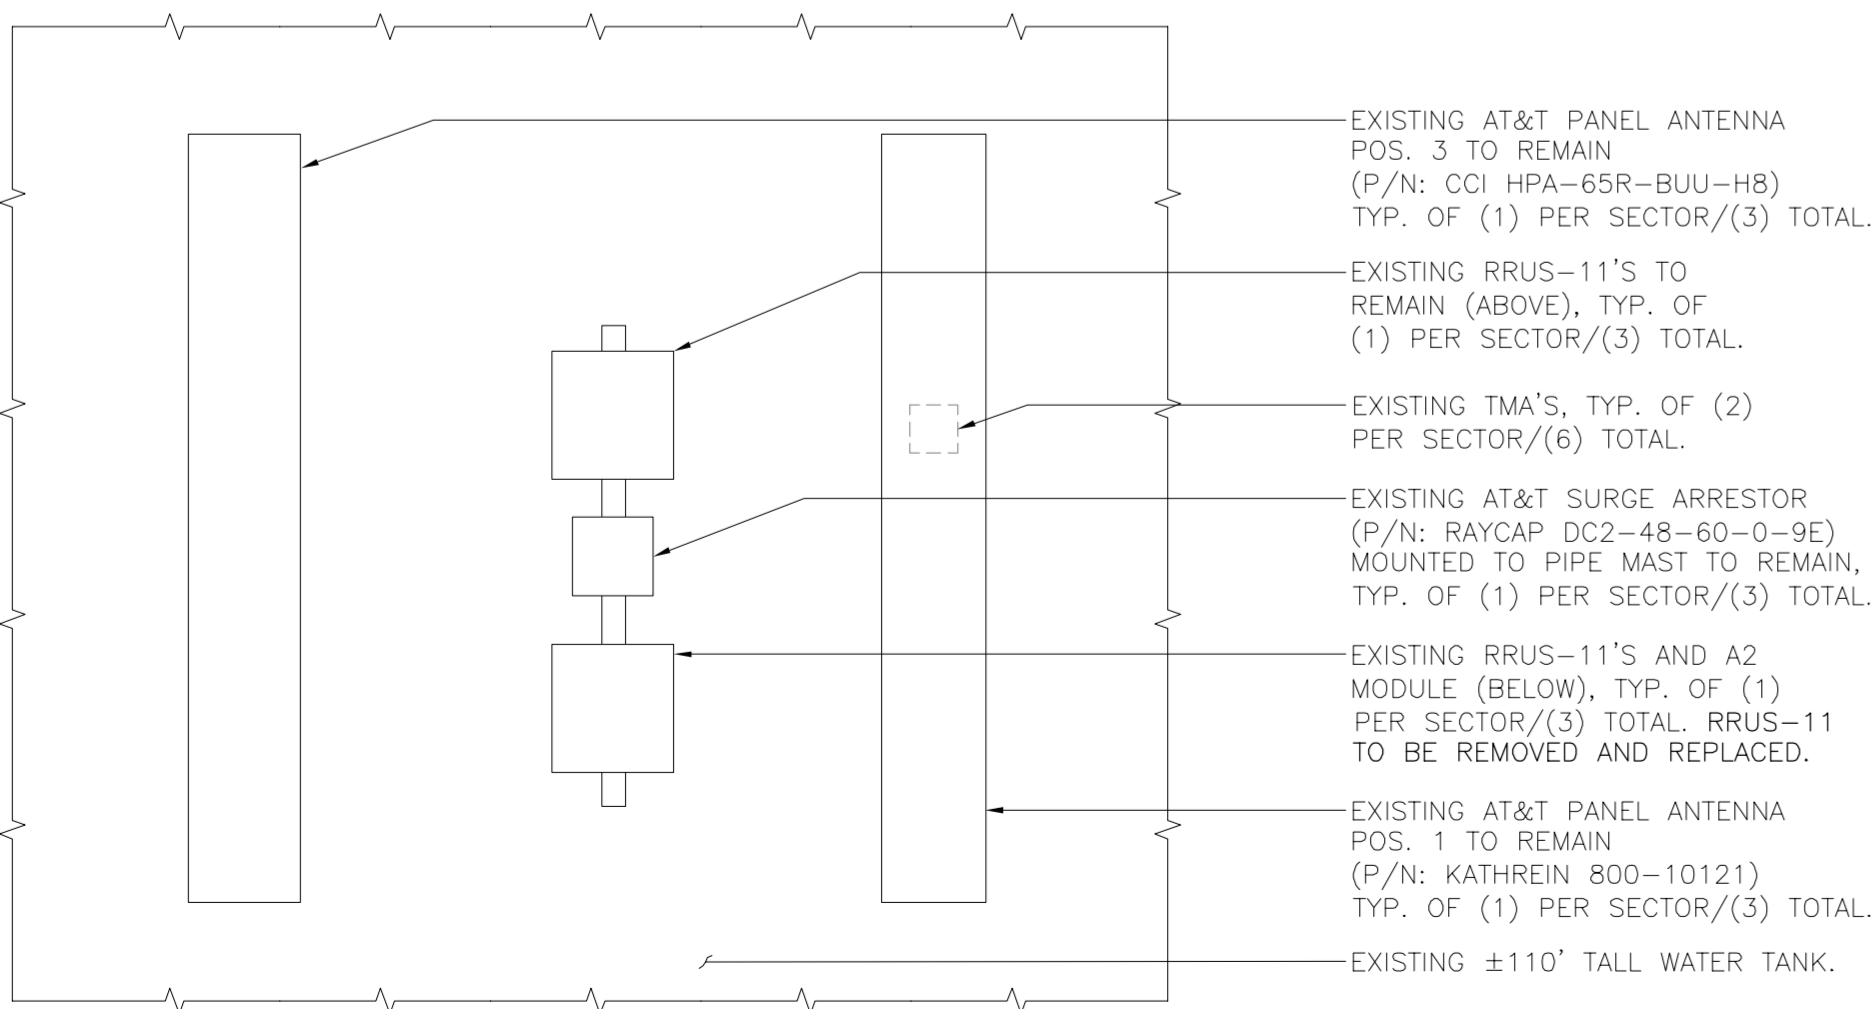 EXISTING AT&T PANEL ANTENNA
POS. 3 TO REMAIN
(P/N: CCI HPA-65R-BUU-H8)
TYP. OF (1) PER SECTOR/(3) TOTAL.
EXISTING RRUS-11'S TO
REMAIN (ABOVE), TYP. OF
(1) PER SECTOR/(3) TOTAL.
EXISTING TMA'S, TYP. OF (2)
PER SECTOR/(6) TOTAL.
EXISTING AT&T SURGE ARRESTOR
(P/N: RAYCAP DC2-48-60-0-9E)
MOUNTED TO PIPE MAST TO REMAIN,
TYP. OF (1) PER SECTOR/(3) TOTAL.
EXISTING RRUS-11'S AND A2
MODULE (BELOW), TYP. OF (1)
PER SECTOR/(3) TOTAL. RRUS-11
TO BE REMOVED AND REPLACED.
EXISTING AT&T PANEL ANTENNA
POS. 1 TO REMAIN
(P/N: KATHREIN 800-10121)
TYP. OF (1) PER SECTOR/(3) TOTAL.
EXISTING ±110' TALL WATER TANK.